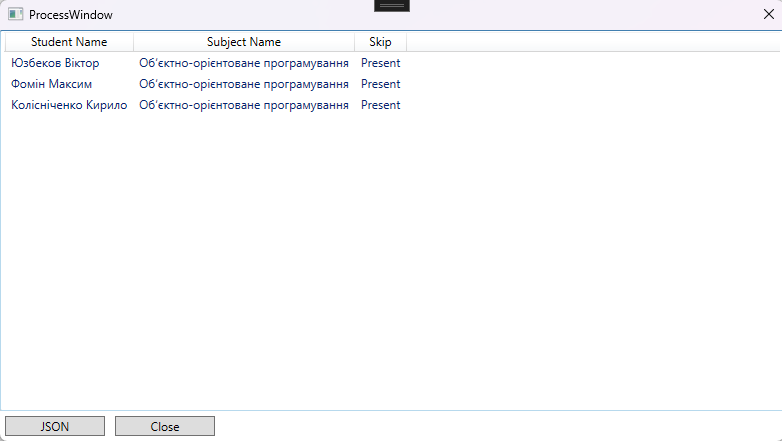 ProcessWindow
Student Name Subject Name Skip
Юзбеков Віктор Об'єктно-орієнтоване програмування Present
Фомін Максим Об'єктно-орієнтоване програмування Present
Колісніченко Кирило Об'єктно-орієнтоване програмування Present
JSON Close